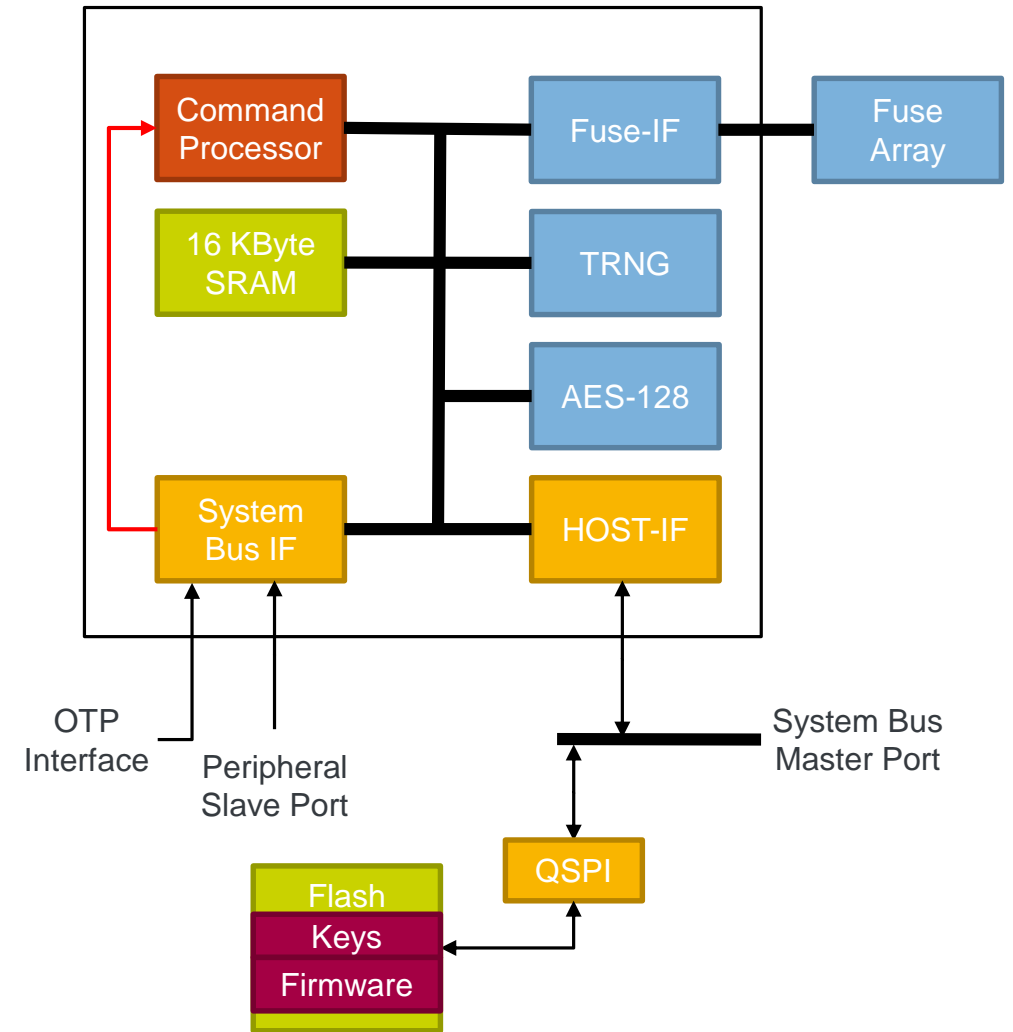 Command
Processor
Fuse-IF
Fuse
Array
16 KByte
SRAM
TRNG
AES-128
System
Bus IF
HOST-IF
OTP
Interface
Peripheral
Slave Port
System Bus
Master Port
QSPI
Flash
Keys
Firmware